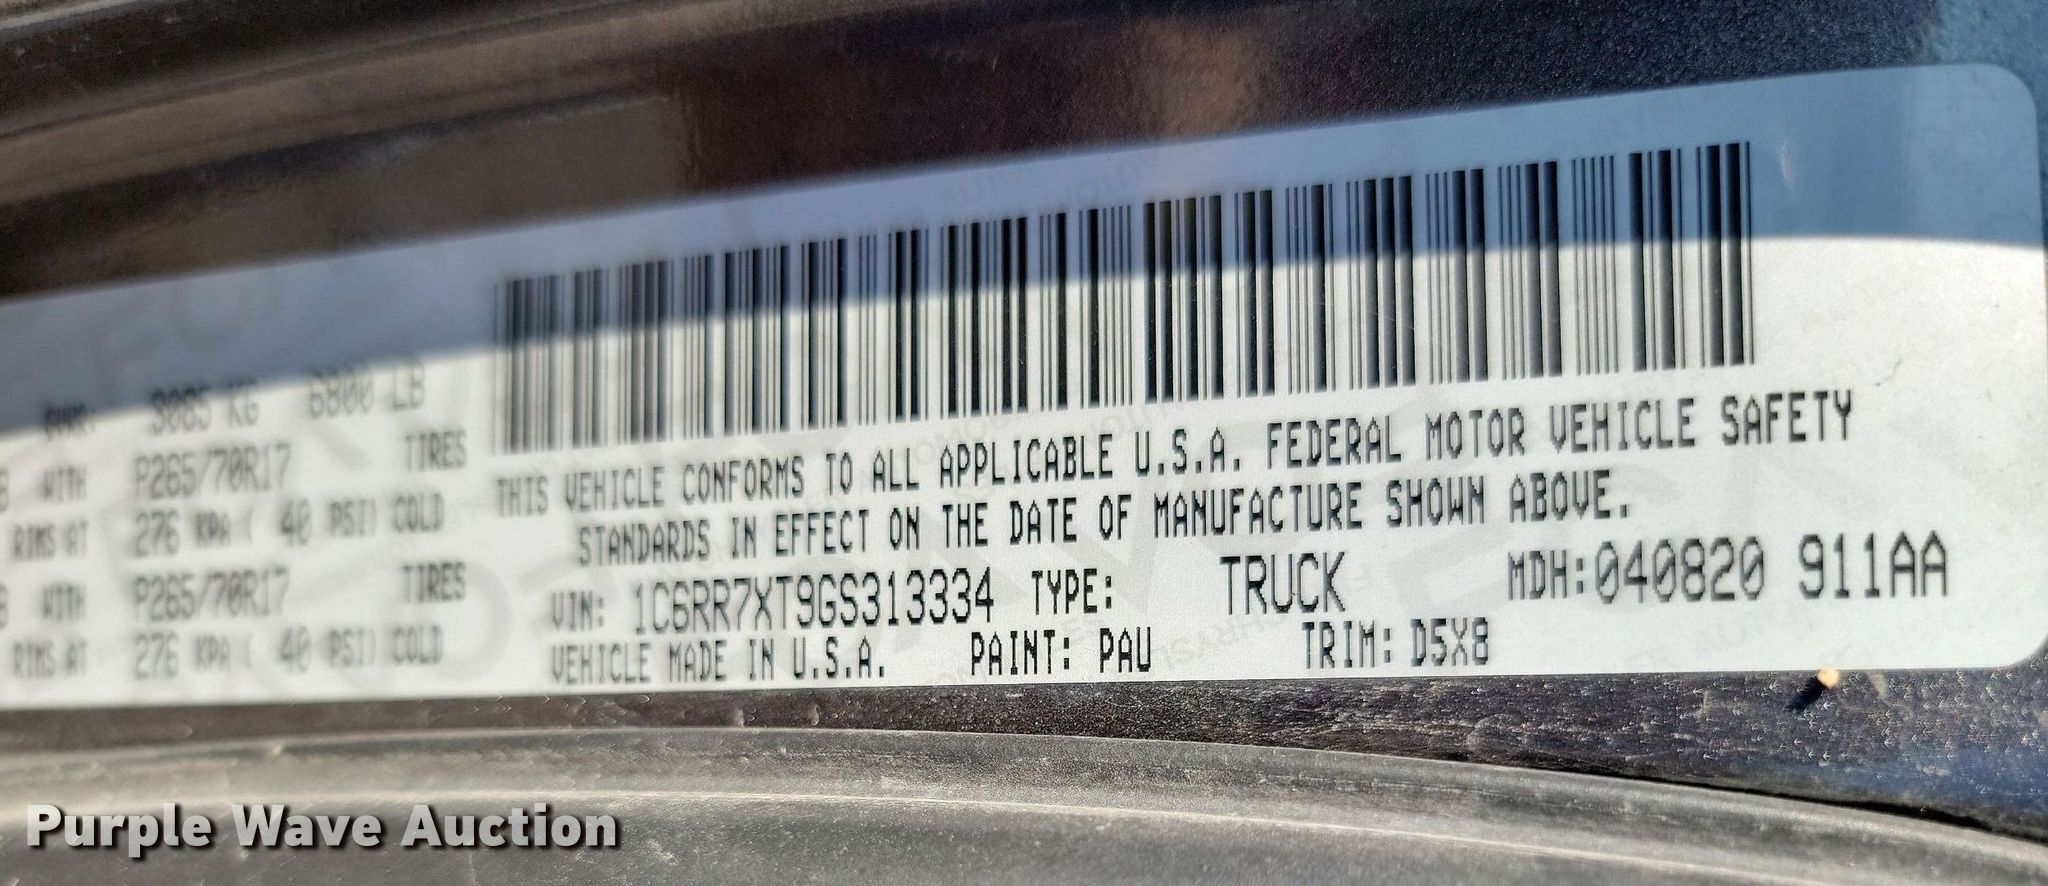 3085 KG 6800 LB
WITH P265/70R17 TIRES
RIMS AT 276 KPA ( 40 PSI) COLD
WITH P265/70R17 TIRES
RIMS AT 276 KPA ( 40 PSI) COLD
THIS VEHICLE CONFORMS TO ALL APPLICABLE U.S.A. FEDERAL MOTOR VEHICLE SAFETY
STANDARDS IN EFFECT ON THE DATE OF MANUFACTURE SHOWN ABOVE.
VIN: 1C6RR7XT9GS313334 TYPE: TRUCK MDH:040820 911AA
VEHICLE MADE IN U.S.A. PAINT: PAU TRIM: D5X8
Purple Wave Auction